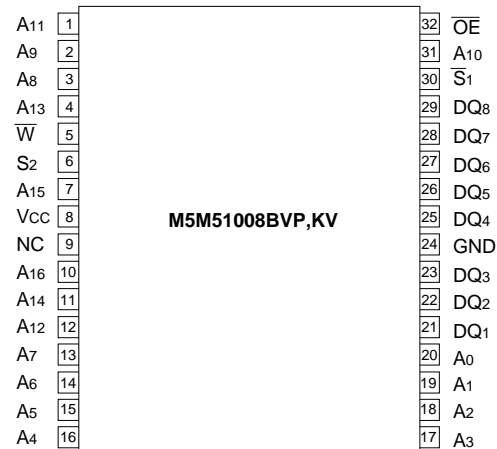 A11 1 32 O̅E̅
A9 2 31 A10
A8 3 30 S̅1
A13 4 29 DQ8
W̅ 5 28 DQ7
S2 6 27 DQ6
A15 7 26 DQ5
VCC 8 M5M51008BVP,KV 25 DQ4
NC 9 24 GND
A16 10 23 DQ3
A14 11 22 DQ2
A12 12 21 DQ1
A7 13 20 A0
A6 14 19 A1
A5 15 18 A2
A4 16 17 A3